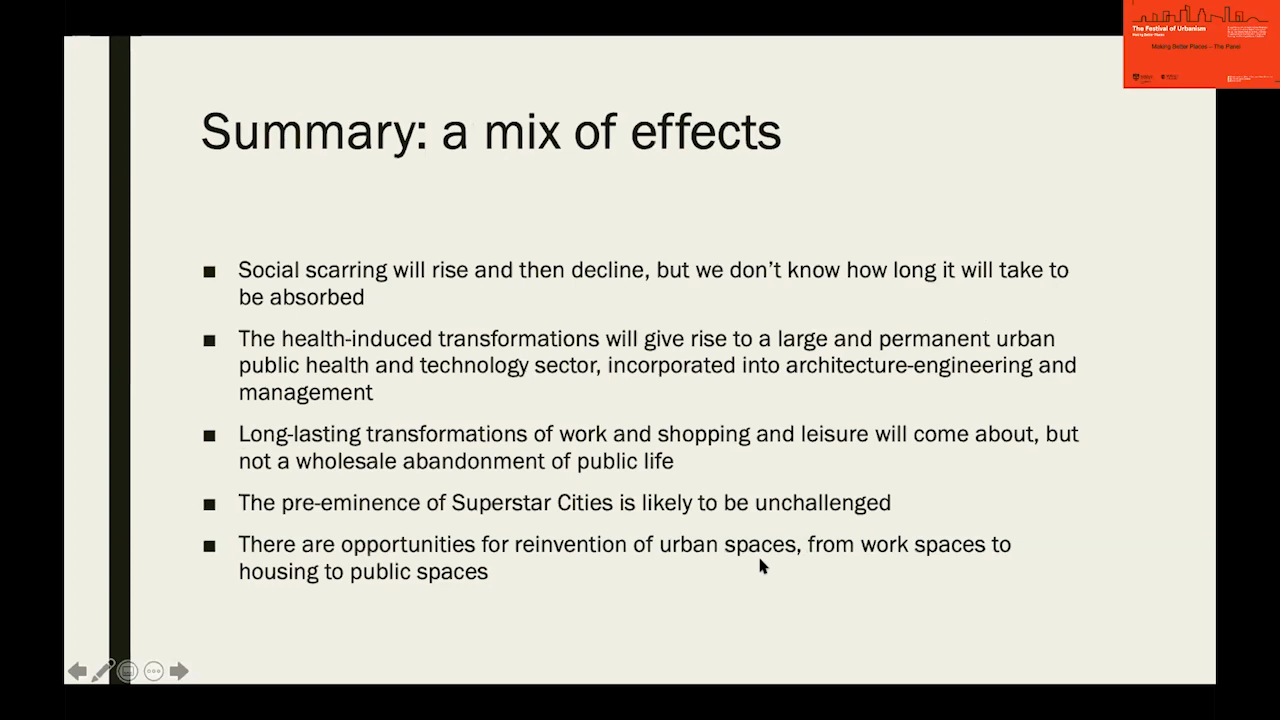 Summary: a mix of effects
■ Social scarring will rise and then decline, but we don’t know how long it will take to
be absorbed
■ The health-induced transformations will give rise to a large and permanent urban
public health and technology sector, incorporated into architecture-engineering and
management
■ Long-lasting transformations of work and shopping and leisure will come about, but
not a wholesale abandonment of public life
■ The pre-eminence of Superstar Cities is likely to be unchallenged
■ There are opportunities for reinvention of urban spaces, from work spaces to
housing to public spaces
The Festival of Urbanism
Making Better Places
Making Better Places – The Panel